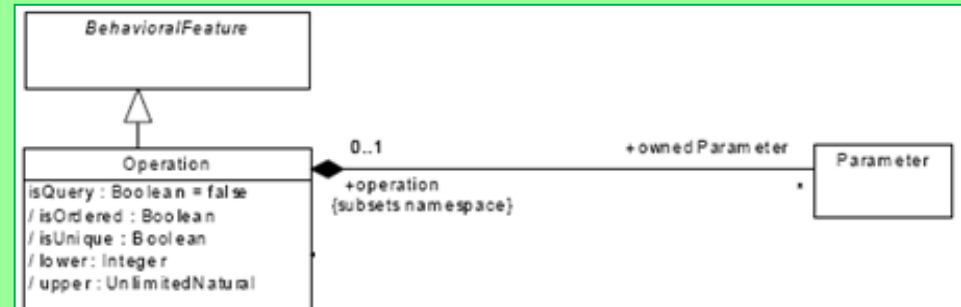 BehavioralFeature
Operation
isQuery : Boolean = false
/ isOrdered : Boolean
/ isUnique : Boolean
/ lower : Integer
/ upper : UnlimitedNatural
0..1
+operation
{subsets namespace}
+ownedParameter
*
Parameter